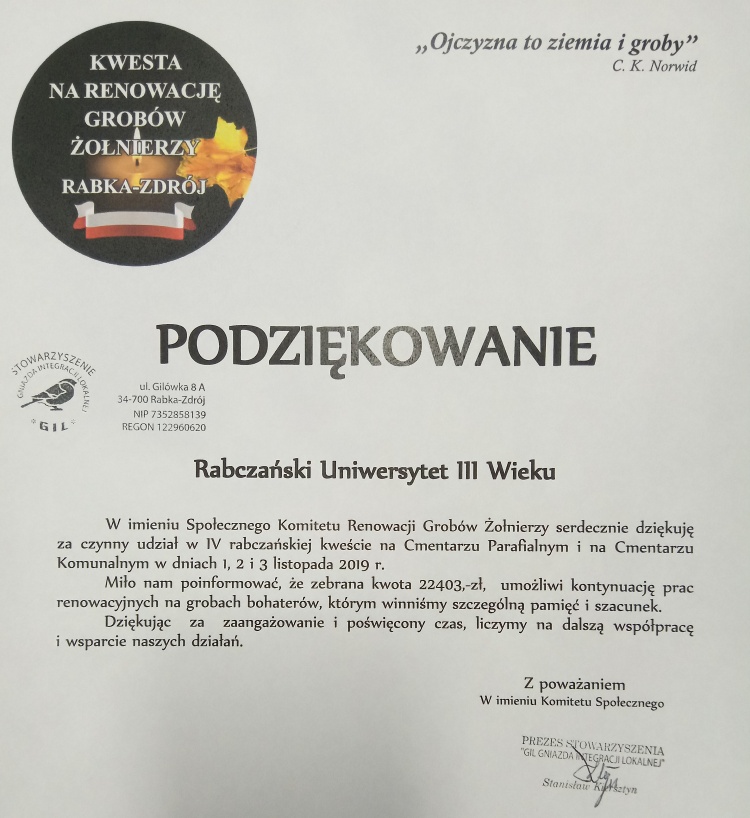 KWESTA
NA RENOWACJĘ
GROBÓW
ŻOŁNIERZY
RABKA-ZDRÓJ
„Ojczyzna to ziemia i groby”
C. K. Norwid
PODZIĘKOWANIE
STOWARZYSZENIE
GNIAZDA INTEGRACJI LOKALNEJ
GIL
ul. Gilówka 8 A
34-700 Rabka-Zdrój
NIP 7352858139
REGON 122960620
Rabczański Uniwersytet III Wieku
W imieniu Społecznego Komitetu Renowacji Grobów Żołnierzy serdecznie dziękuję
za czynny udział w IV rabczańskiej kweście na Cmentarzu Parafialnym i na Cmentarzu
Komunalnym w dniach 1, 2 i 3 listopada 2019 r.
Miło nam poinformować, że zebrana kwota 22403,-zł, umożliwi kontynuację prac
renowacyjnych na grobach bohaterów, którym winniśmy szczególną pamięć i szacunek.
Dziękując za zaangażowanie i poświęcony czas, liczymy na dalszą współpracę
i wsparcie naszych działań.
Z poważaniem
W imieniu Komitetu Społecznego
PREZES STOWARZYSZENIA
"GIL GNIAZDA INTEGRACJI LOKALNEJ"
Stanisław